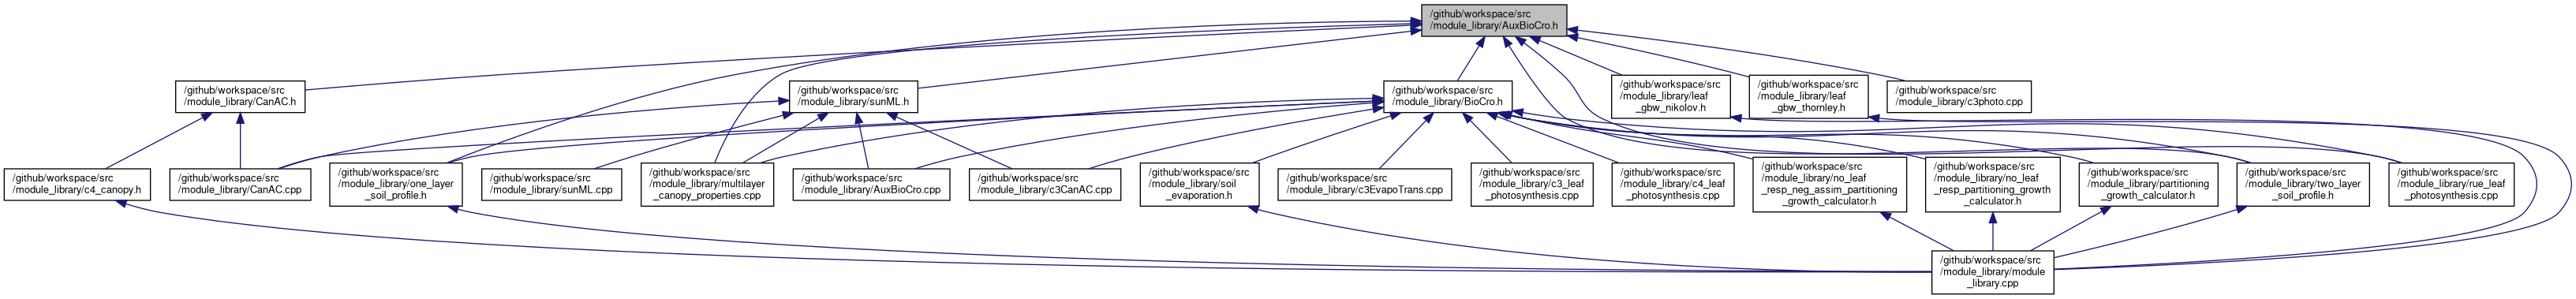 /github/workspace/src
/module_library/AuxBioCro.h
/github/workspace/src
/module_library/CanAC.h
/github/workspace/src
/module_library/sunML.h
/github/workspace/src
/module_library/BioCro.h
/github/workspace/src
/module_library/leaf
_gbw_nikolov.h
/github/workspace/src
/module_library/leaf
_gbw_thornley.h
/github/workspace/src
/module_library/c3photo.cpp
/github/workspace/src
/module_library/c4_canopy.h
/github/workspace/src
/module_library/CanAC.cpp
/github/workspace/src
/module_library/one_layer
_soil_profile.h
/github/workspace/src
/module_library/sunML.cpp
/github/workspace/src
/module_library/multilayer
_canopy_properties.cpp
/github/workspace/src
/module_library/AuxBioCro.cpp
/github/workspace/src
/module_library/c3CanAC.cpp
/github/workspace/src
/module_library/soil
_evaporation.h
/github/workspace/src
/module_library/c3EvapoTrans.cpp
/github/workspace/src
/module_library/c3_leaf
_photosynthesis.cpp
/github/workspace/src
/module_library/c4_leaf
_photosynthesis.cpp
/github/workspace/src
/module_library/no_leaf
_resp_neg_assim_partitioning
_growth_calculator.h
/github/workspace/src
/module_library/no_leaf
_resp_partitioning_growth
_calculator.h
/github/workspace/src
/module_library/partitioning
_growth_calculator.h
/github/workspace/src
/module_library/two_layer
_soil_profile.h
/github/workspace/src
/module_library/rue_leaf
_photosynthesis.cpp
/github/workspace/src
/module_library/module
_library.cpp